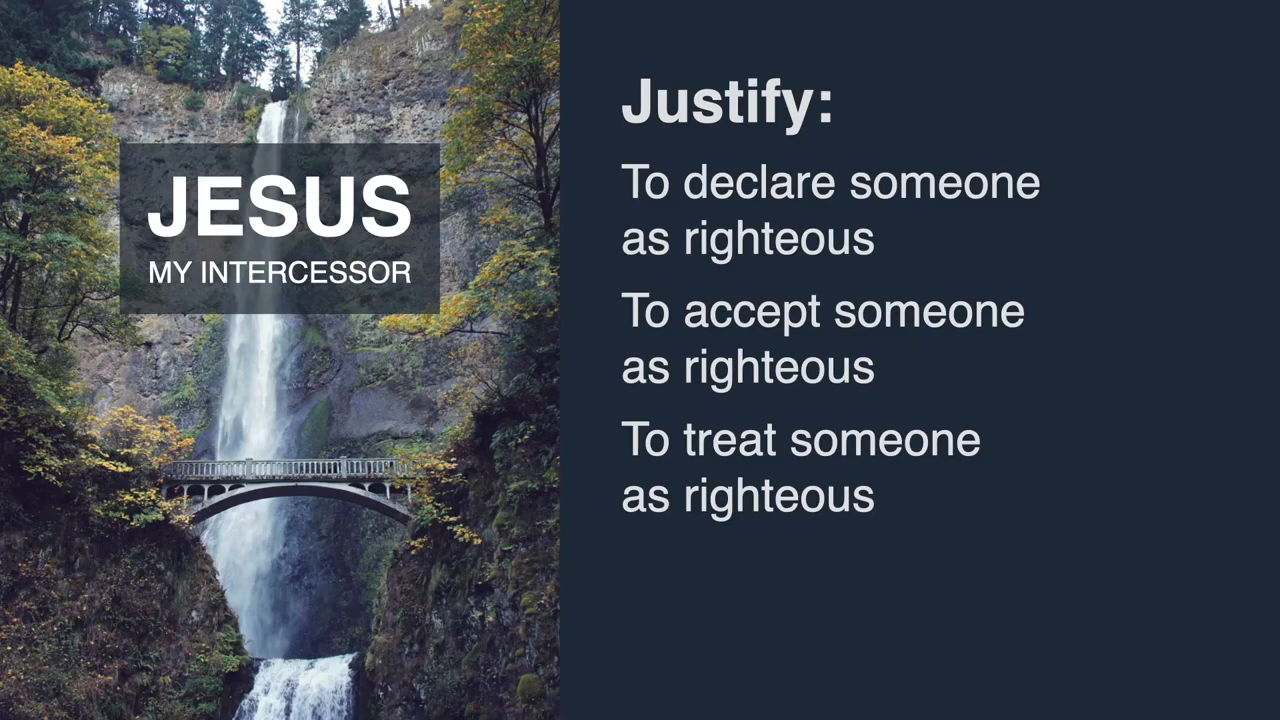 JESUS
MY INTERCESSOR
Justify:
To declare someone
as righteous
To accept someone
as righteous
To treat someone
as righteous